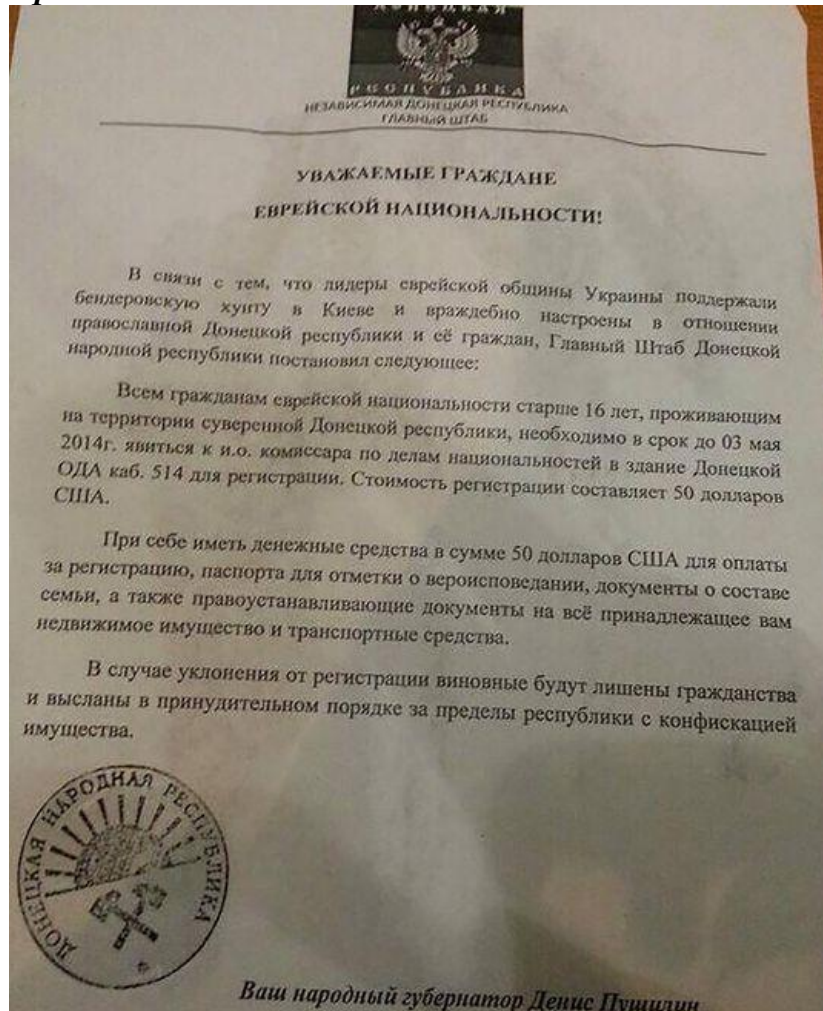 ДОНЕЦКАЯ
РЕСПУБЛИКА
НЕЗАВИСИМАЯ ДОНЕЦКАЯ РЕСПУБЛИКА
ГЛАВНЫЙ ШТАБ
УВАЖАЕМЫЕ ГРАЖДАНЕ
ЕВРЕЙСКОЙ НАЦИОНАЛЬНОСТИ!
В связи с тем, что лидеры еврейской общины Украины поддержали
бендеровскую хунту в Киеве и враждебно настроены в отношении
православной Донецкой республики и её граждан, Главный Штаб Донецкой
народной республики постановил следующее:
Всем гражданам еврейской национальности старше 16 лет, проживающим
на территории суверенной Донецкой республики, необходимо в срок до 03 мая
2014г. явиться к и.о. комиссара по делам национальностей в здание Донецкой
ОДА каб. 514 для регистрации. Стоимость регистрации составляет 50 долларов
США.
При себе иметь денежные средства в сумме 50 долларов США для оплаты
за регистрацию, паспорта для отметки о вероисповедании, документы о составе
семьи, а также правоустанавливающие документы на всё принадлежащее вам
недвижимое имущество и транспортные средства.
В случае уклонения от регистрации виновные будут лишены гражданства
и высланы в принудительном порядке за пределы республики с конфискацией
имущества.
ДОНЕЦКАЯ НАРОДНАЯ РЕСПУБЛИКА
Ваш народный губернатор Денис Пушилин